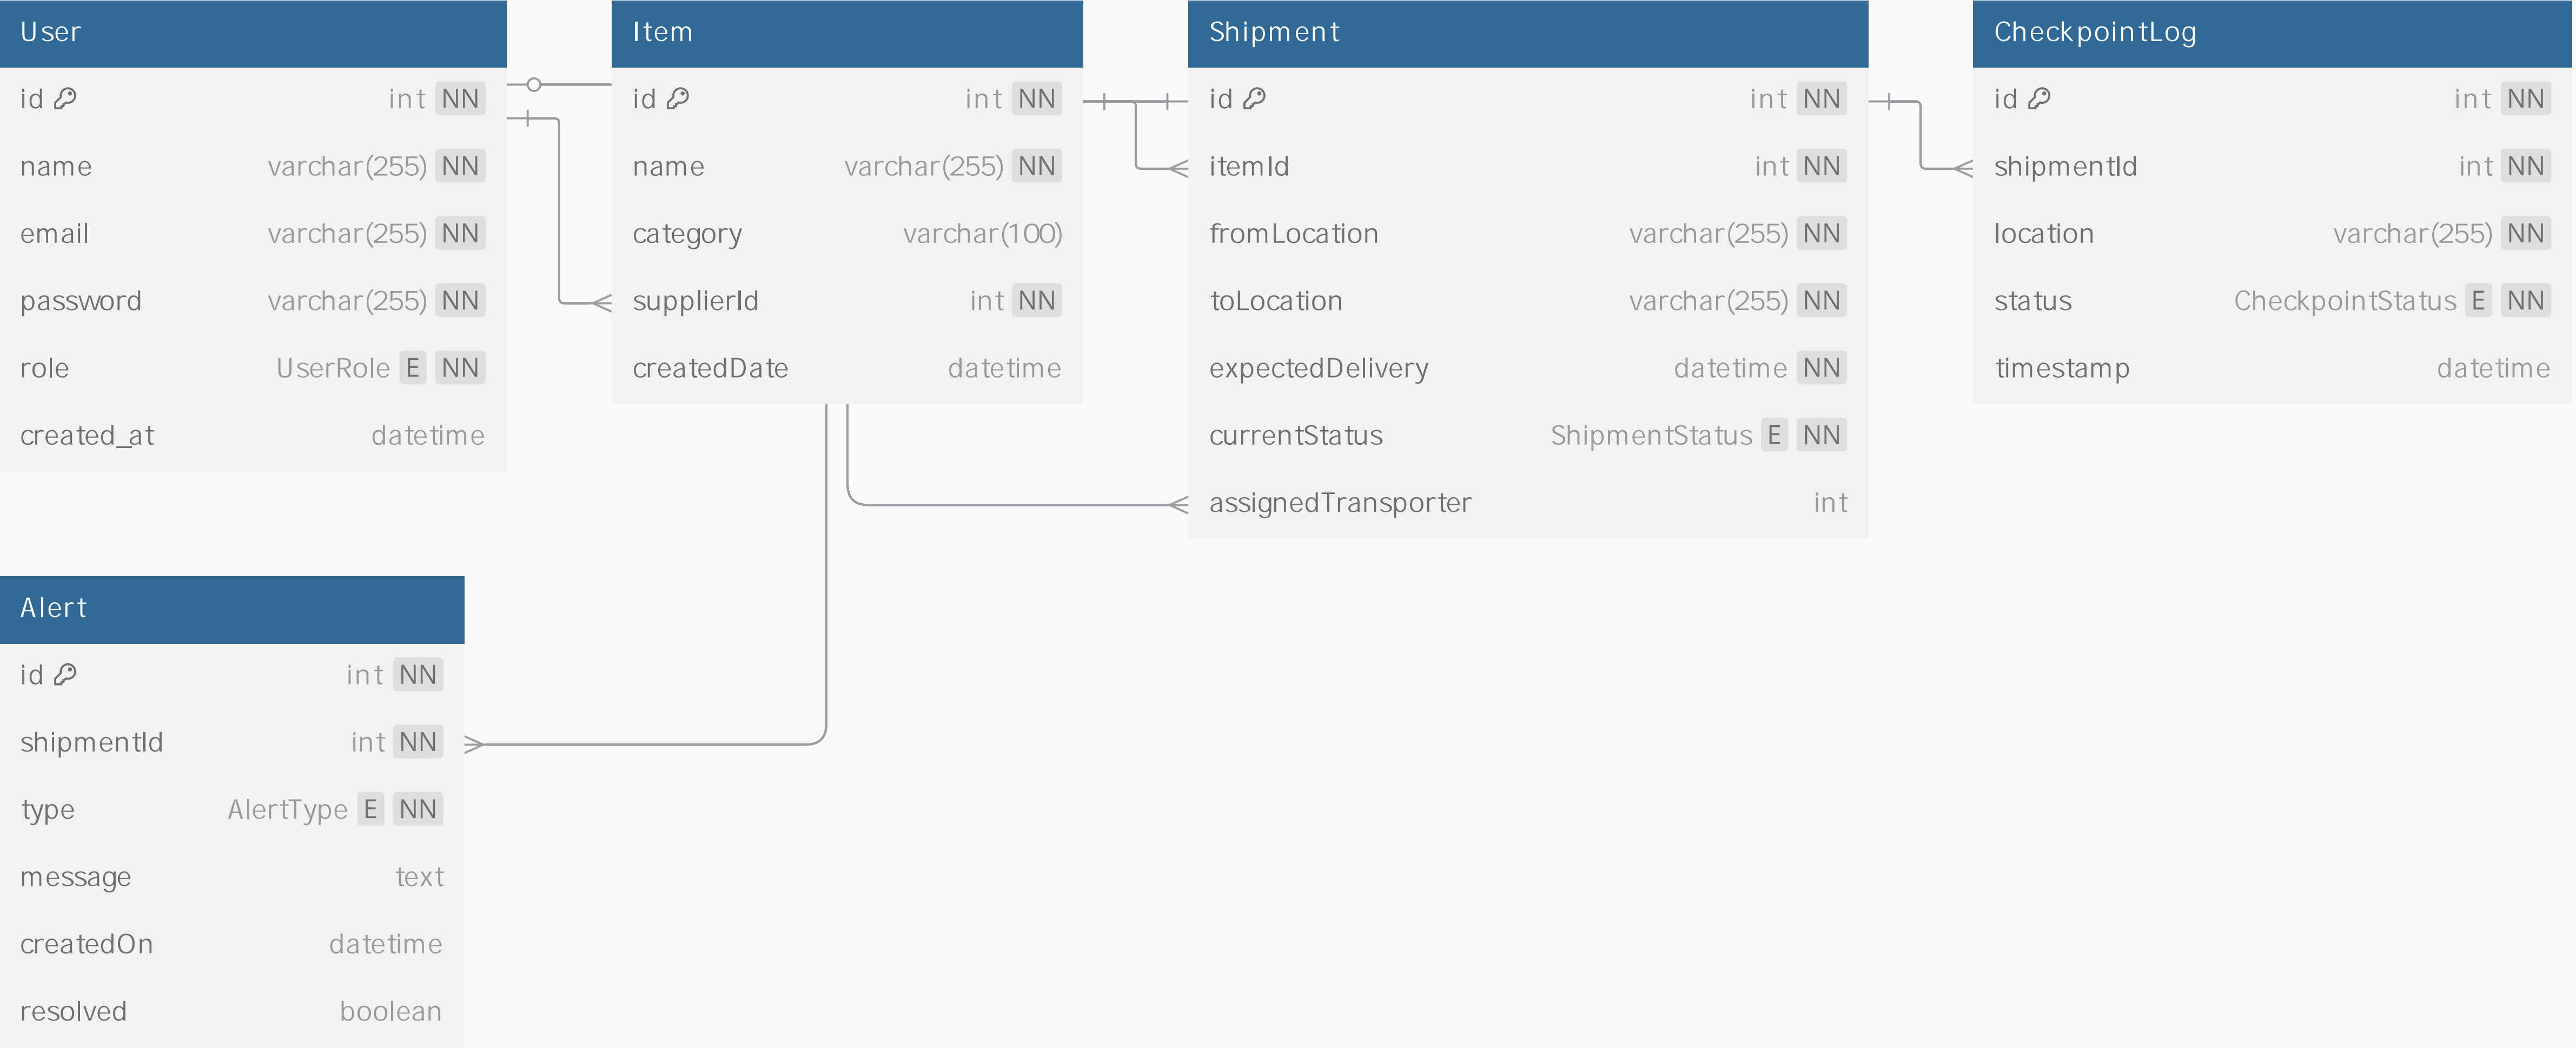 User
id int NN
name varchar(255) NN
email varchar(255) NN
password varchar(255) NN
role UserRole E NN
created_at datetime
Item
id int NN
name varchar(255) NN
category varchar(100)
supplierId int NN
createdDate datetime
Shipment
id int NN
itemId int NN
fromLocation varchar(255) NN
toLocation varchar(255) NN
expectedDelivery datetime NN
currentStatus ShipmentStatus E NN
assignedTransporter int
CheckpointLog
id int NN
shipmentId int NN
location varchar(255) NN
status CheckpointStatus E NN
timestamp datetime
Alert
id int NN
shipmentId int NN
type AlertType E NN
message text
createdOn datetime
resolved boolean